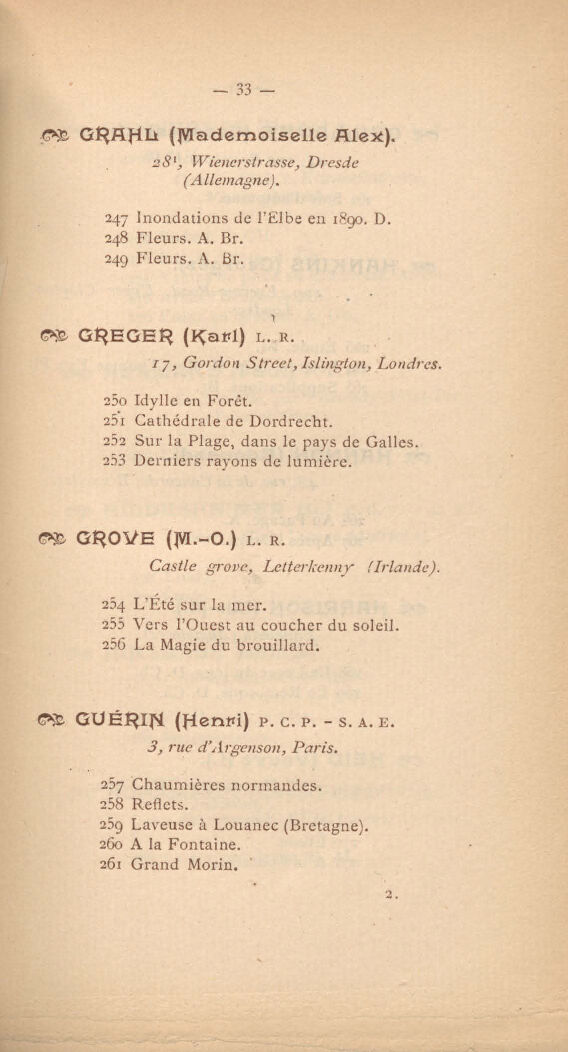 — 33 —
GRAHL (Mademoiselle Alex).
28¹, Wienerstrasse, Dresde
(Allemagne).
247 Inondations de l'Elbe en 1890. D.
248 Fleurs. A. Br.
249 Fleurs. A. Br.
GREGER (Karl) L. R.
17, Gordon Street, Islington, Londres.
250 Idylle en Forêt.
251 Cathédrale de Dordrecht.
252 Sur la Plage, dans le pays de Galles.
253 Derniers rayons de lumière.
GROVE (M.-O.) L. R.
Castle grove, Letterkenny (Irlande).
254 L'Été sur la mer.
255 Vers l'Ouest au coucher du soleil.
256 La Magie du brouillard.
GUÉRIN (Henri) P. C. P. - S. A. E.
3, rue d'Argenson, Paris.
257 Chaumières normandes.
258 Reflets.
259 Laveuse à Louanec (Bretagne).
260 A la Fontaine.
261 Grand Morin.
2.